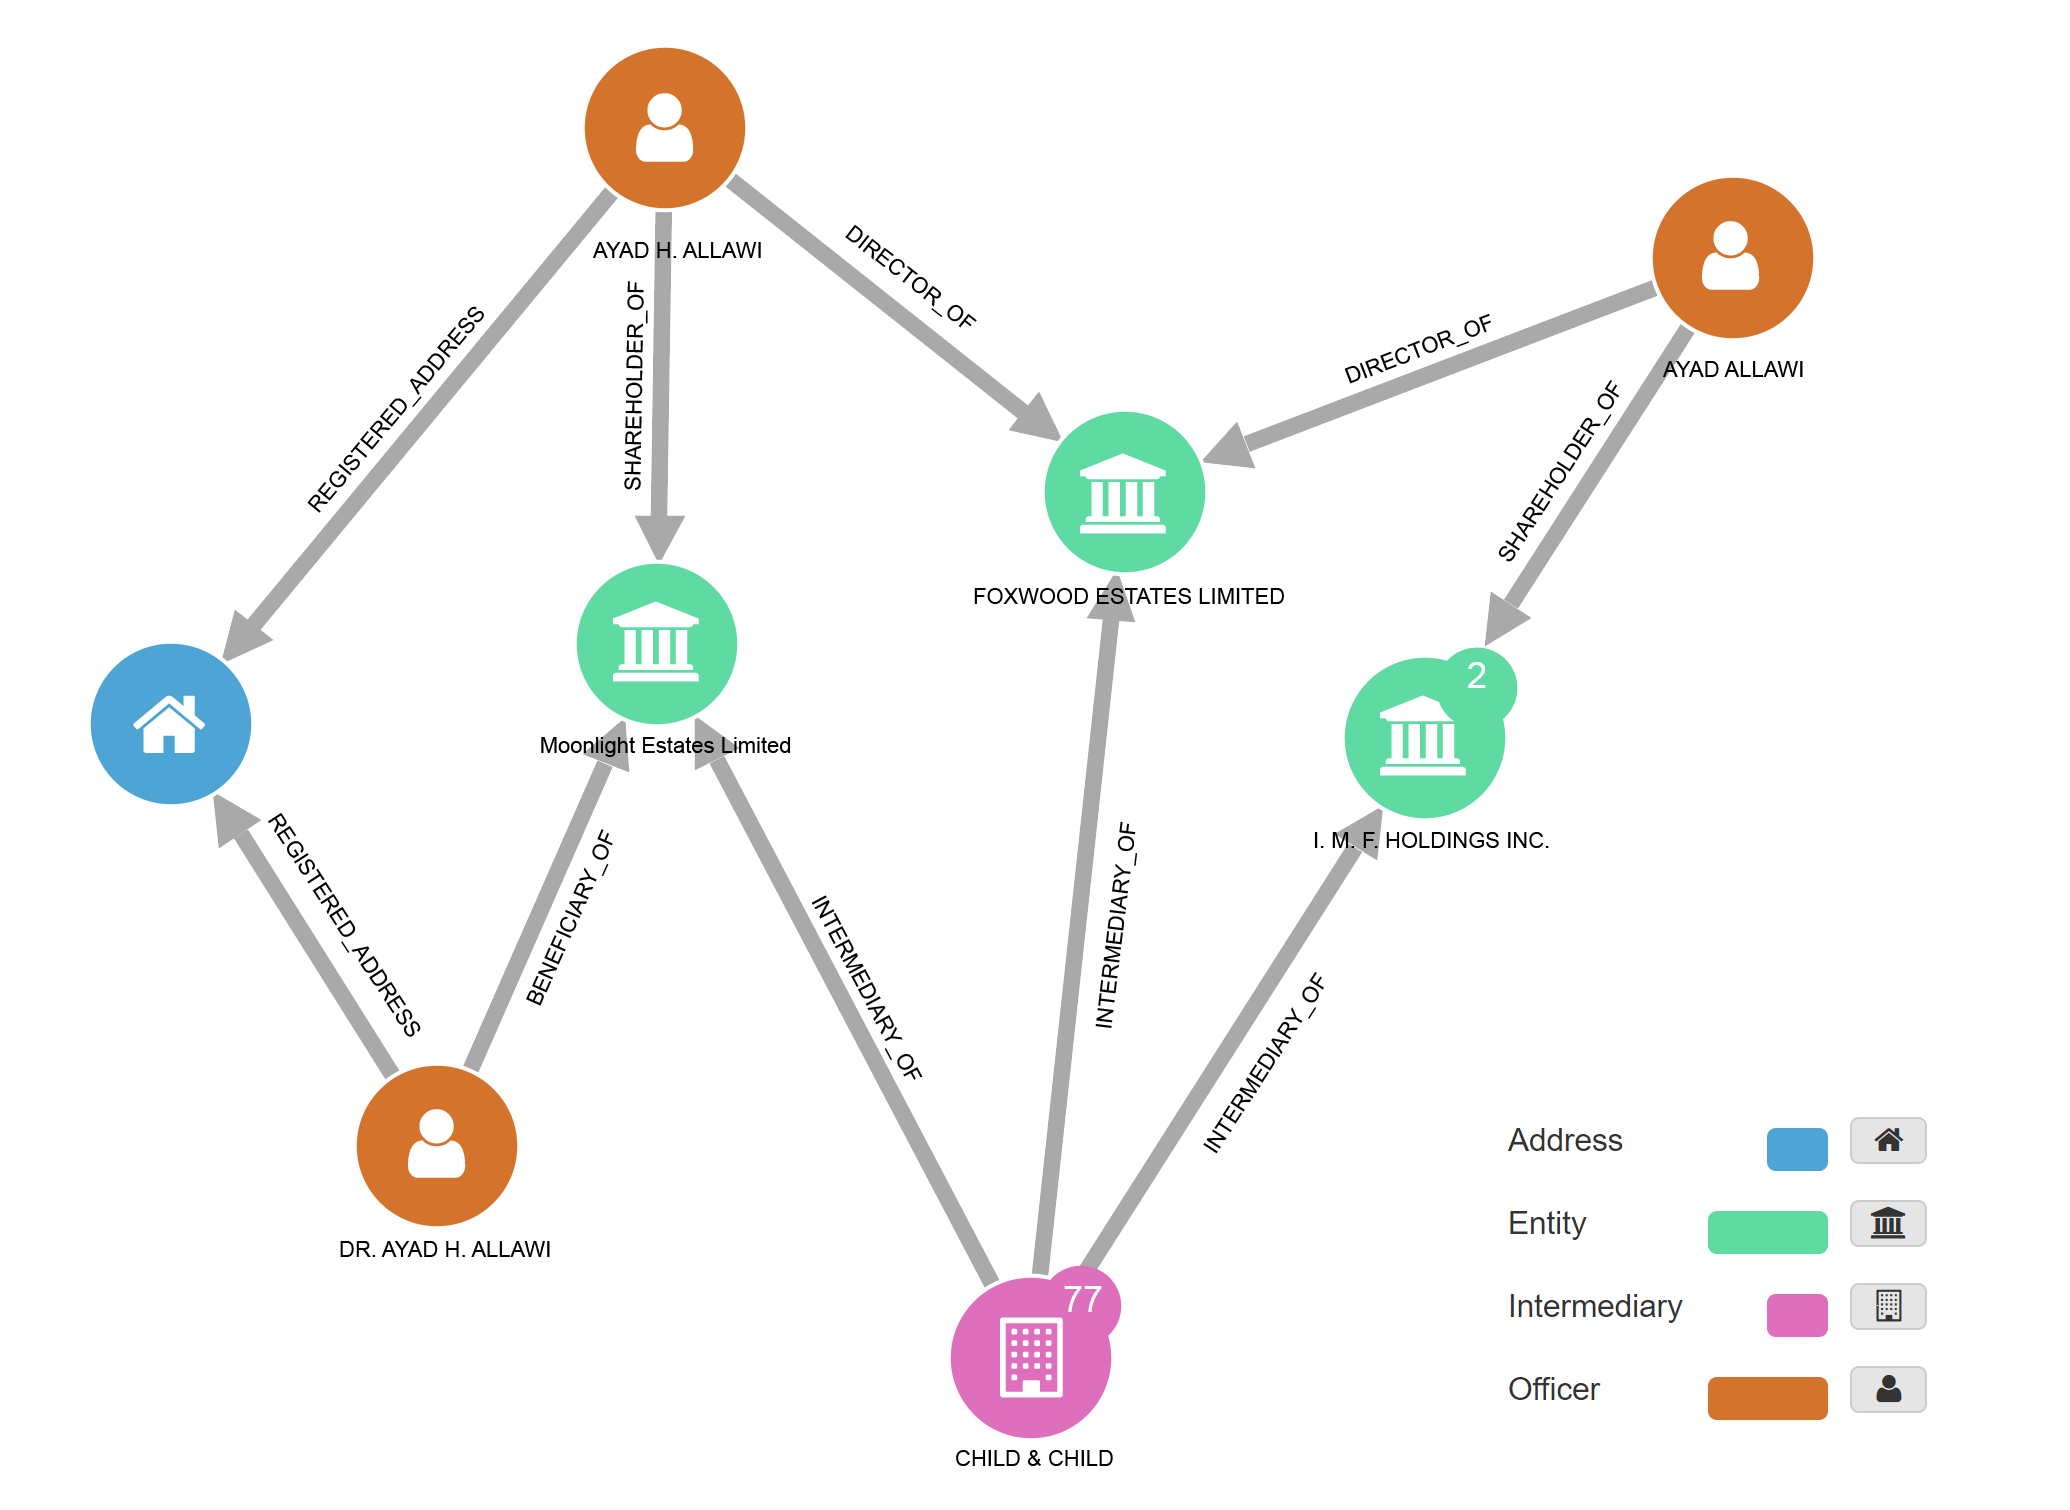 AYAD H. ALLAWI
DIRECTOR_OF
AYAD ALLAWI
REGISTERED_ADDRESS
SHAREHOLDER_OF
DIRECTOR_OF
SHAREHOLDER_OF
FOXWOOD ESTATES LIMITED
2
Moonlight Estates Limited
I. M. F. HOLDINGS INC.
REGISTERED_ADDRESS
BENEFICIARY_OF
INTERMEDIARY_OF
INTERMEDIARY_OF
INTERMEDIARY_OF
DR. AYAD H. ALLAWI
77
CHILD & CHILD
Address
Entity
Intermediary
Officer